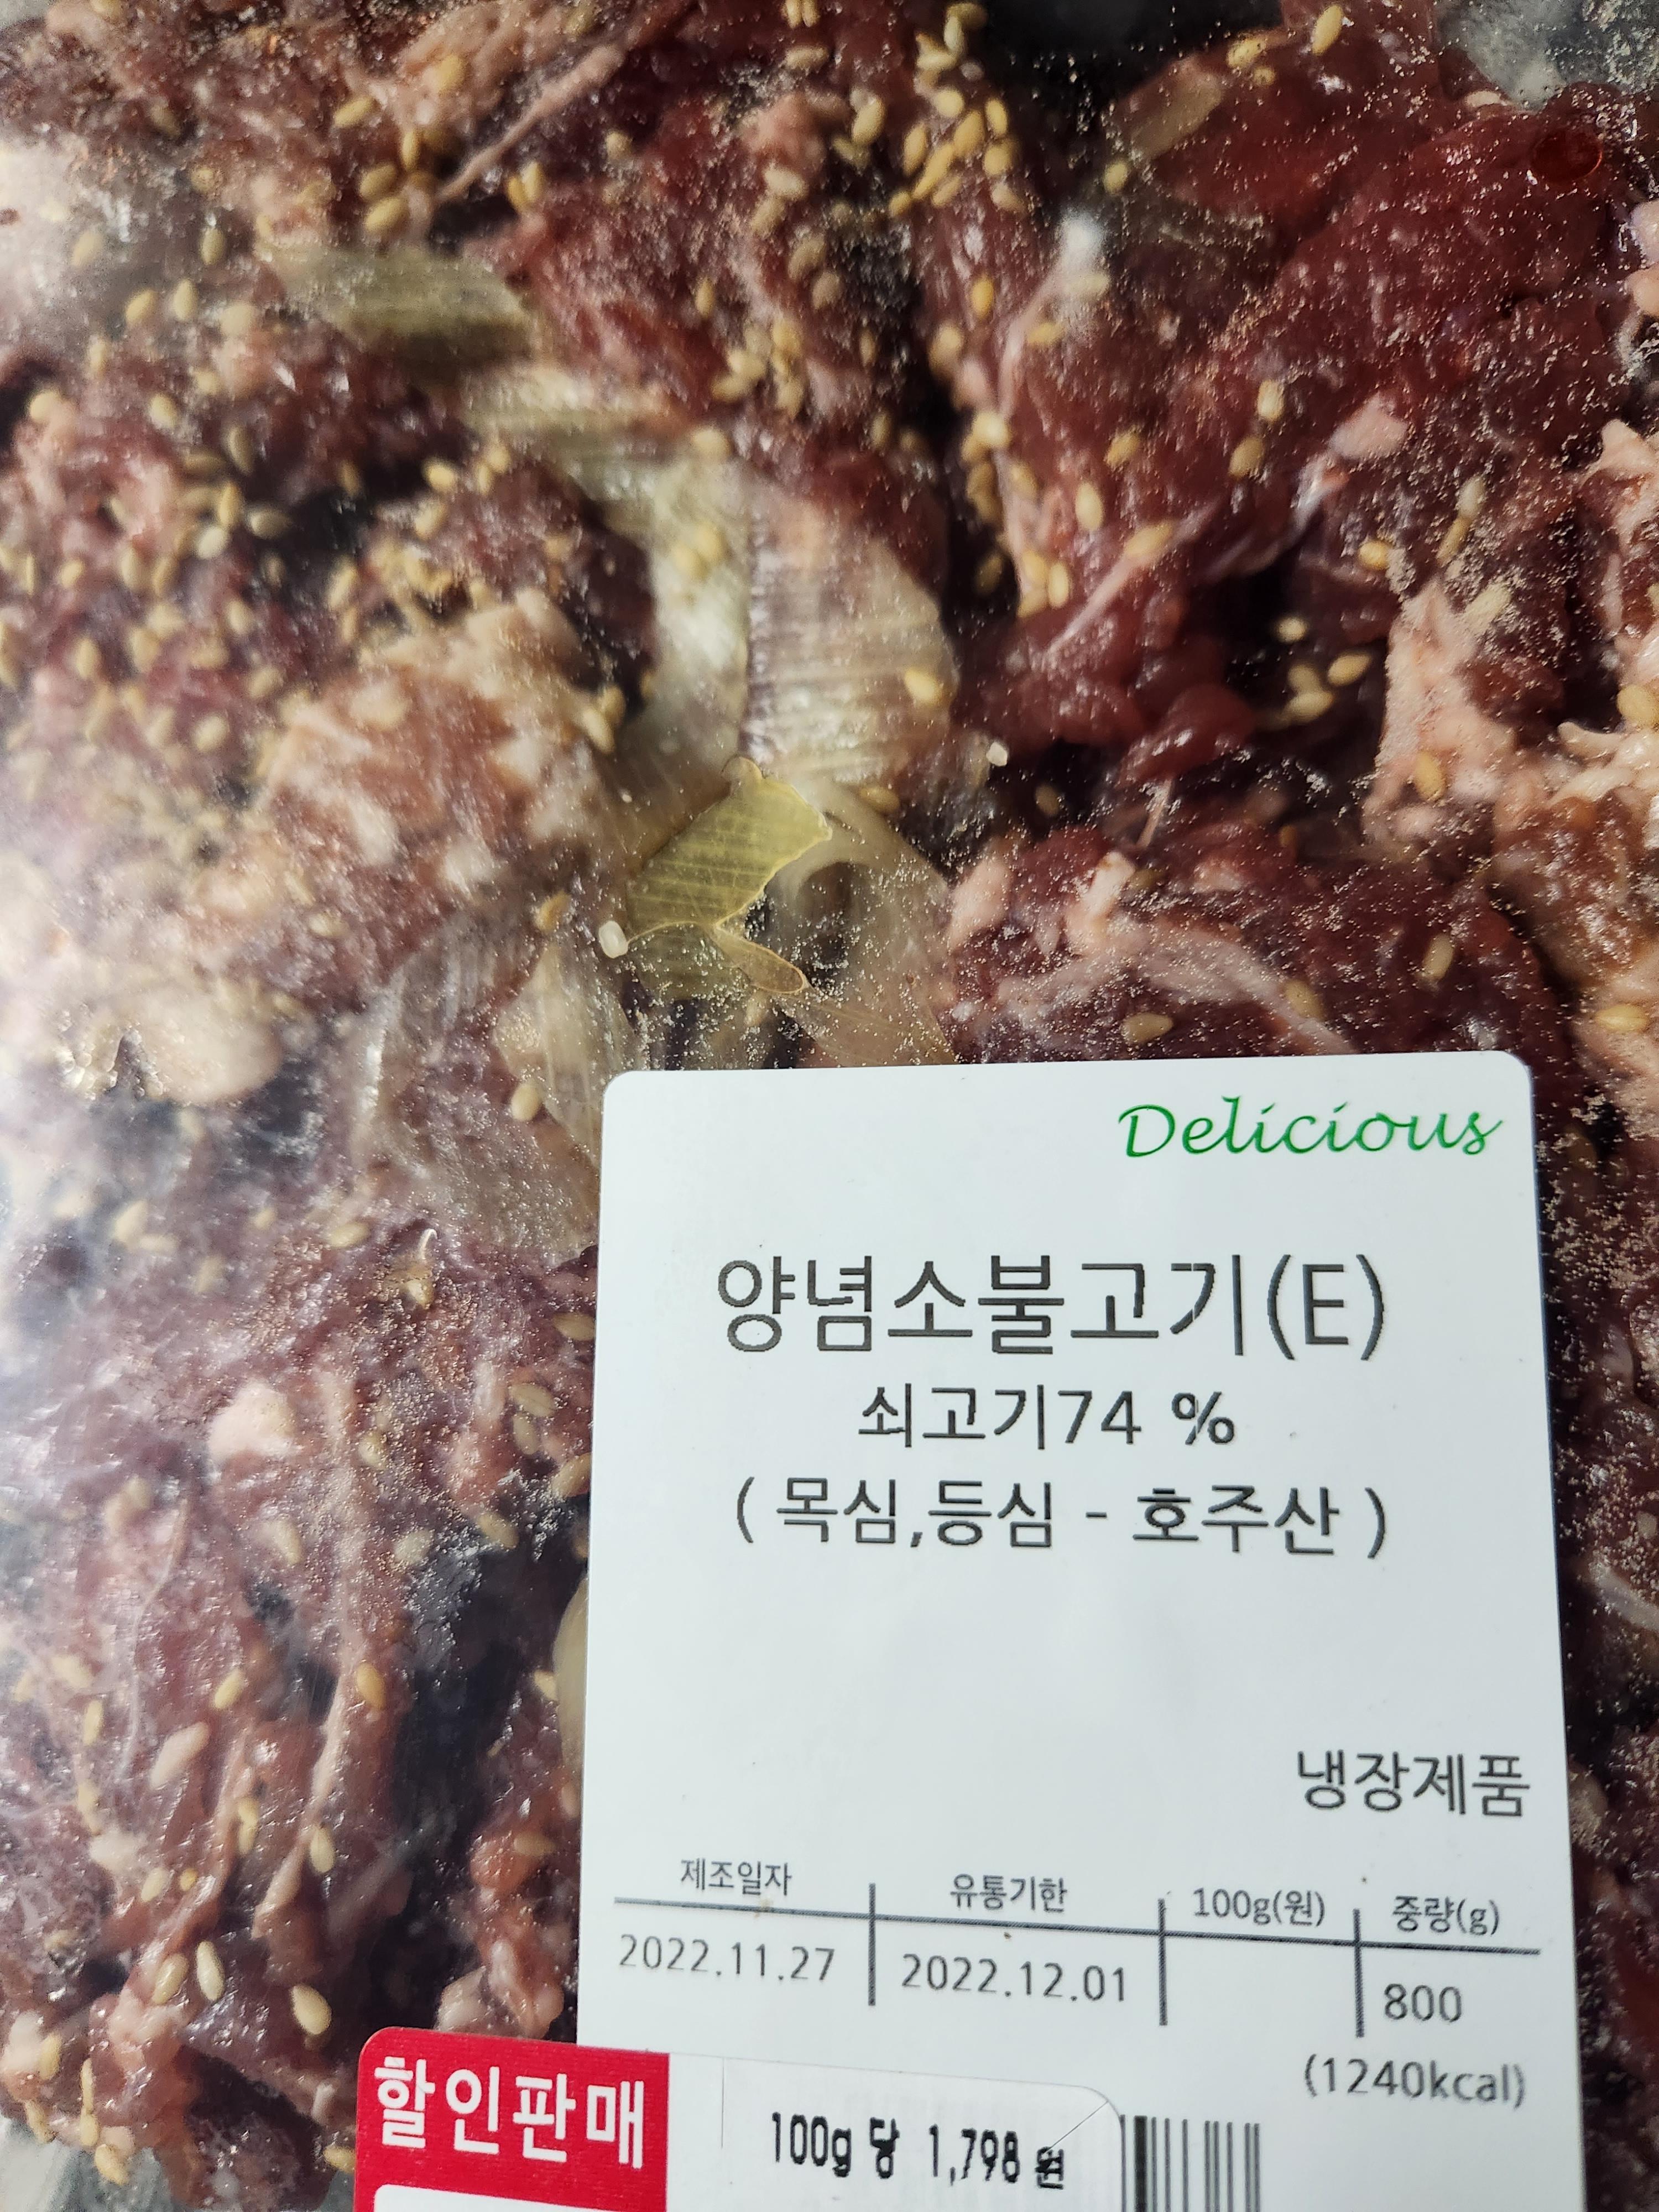 Delicious
양념소불고기(E)
쇠고기74 %
( 목심,등심 - 호주산 )
냉장제품
제조일자 유통기한 100g(원) 중량(g)
2022.11.27 2022.12.01 800
(1240kcal)
할인판매
100g 당 1,798 원